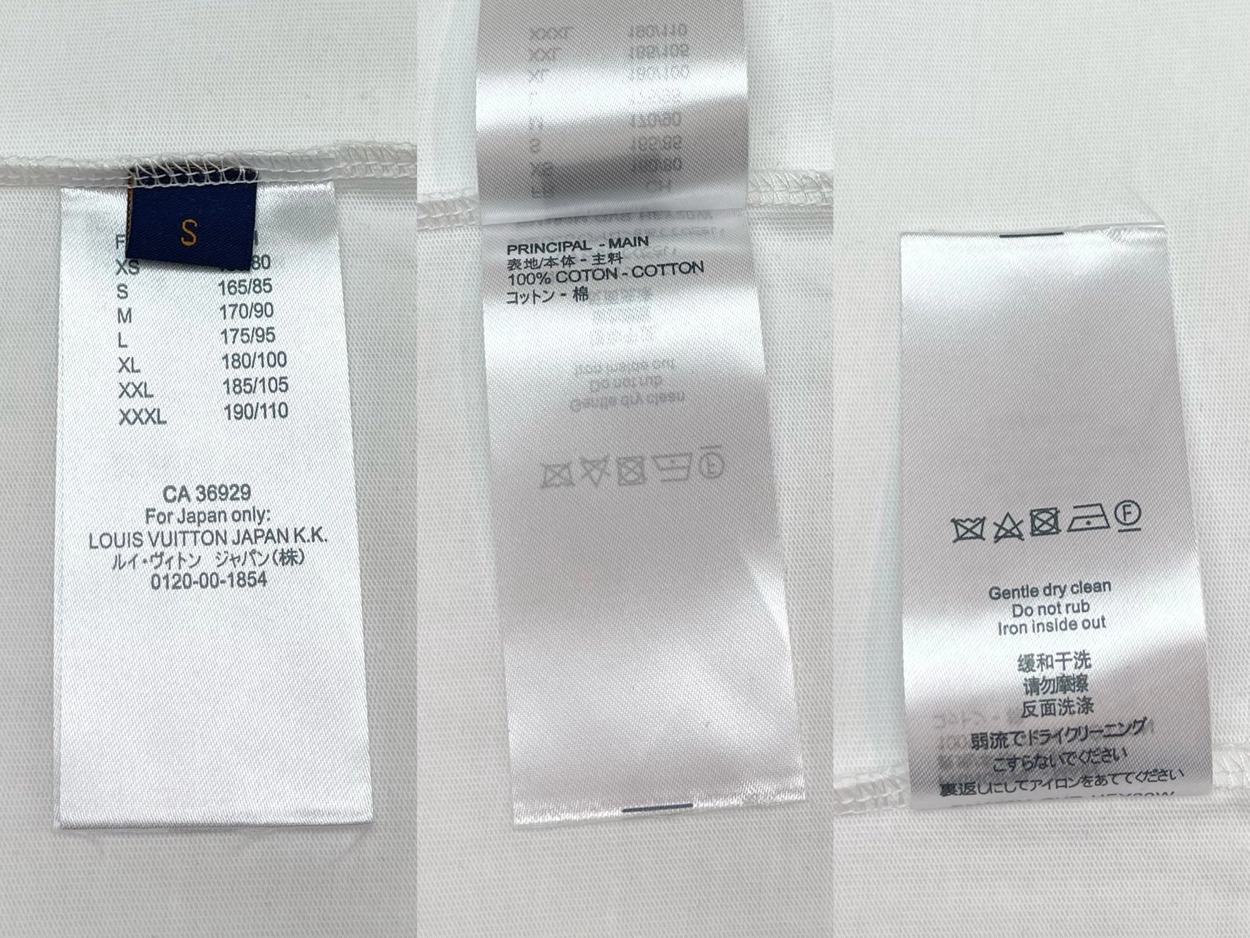 S
XS
S 165/85
M 170/90
L 175/95
XL 180/100
XXL 185/105
XXXL 190/110
CA 36929
For Japan only:
LOUIS VUITTON JAPAN K.K.
ルイ・ヴィトン ジャパン(株)
0120-00-1854
PRINCIPAL - MAIN
表地/本体 - 主料
100% COTON - COTTON
コットン - 棉
F
Gentle dry clean
Do not rub
Iron inside out
缓和干洗
请勿摩擦
反面洗涤
弱流でドライクリーニング
こすらないでください
裏返しにしてアイロンをあててください